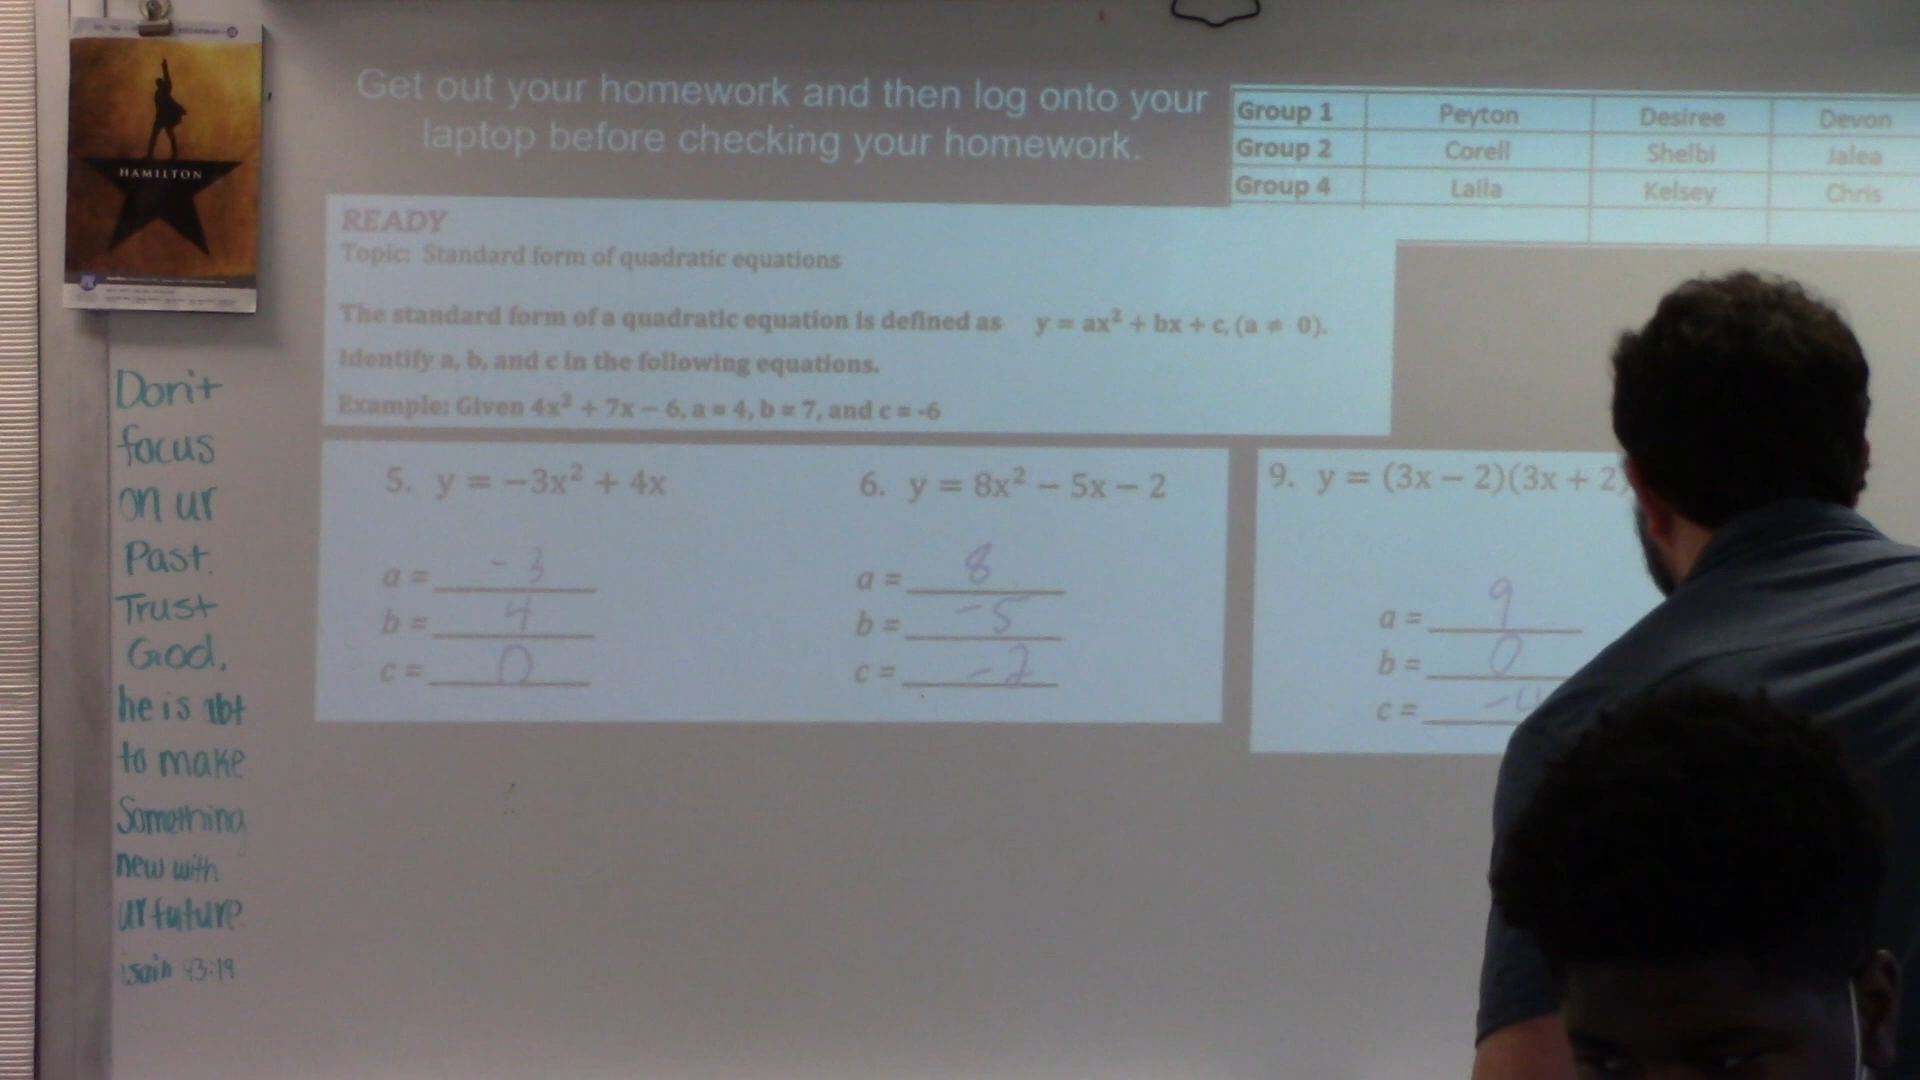 HAMILTON
Get out your homework and then log onto your
laptop before checking your homework.
Group 1 Peyton Desiree Devon
Group 2 Corell Shelbi Jalea
Group 4 Laila Kelsey Chris
READY
Topic: Standard form of quadratic equations
The standard form of a quadratic equation is defined as y = ax² + bx + c, (a ≠ 0).
Identify a, b, and c in the following equations.
Example: Given 4x² + 7x − 6, a = 4, b = 7, and c = -6
5. y = −3x² + 4x
a = -3
b = 4
c = 0
6. y = 8x² − 5x − 2
a = 8
b = -5
c = -2
9. y = (3x − 2)(3x + 2
a = 9
b = 0
c = -4
Don't
focus
on ur
Past.
Trust
God.
he is abt
to make
Something
new with
ur future.
43:19